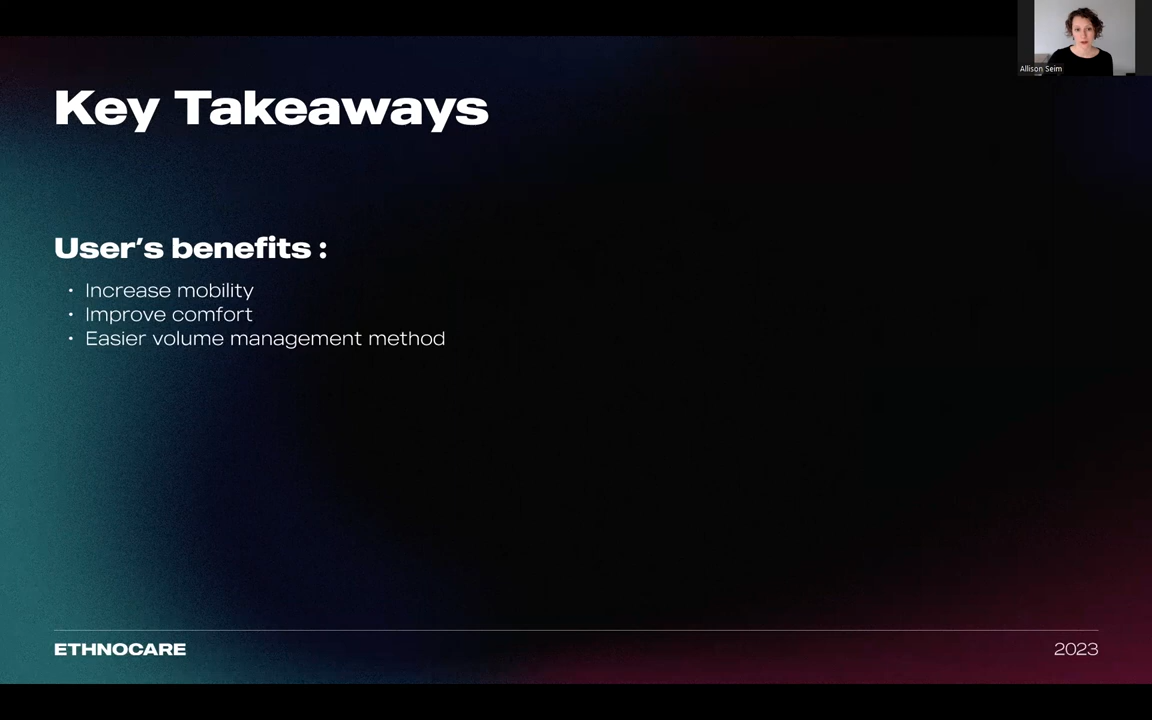 Allison Seim
Key Takeaways
User's benefits :
• Increase mobility
• Improve comfort
• Easier volume management method
ETHNOCARE
2023